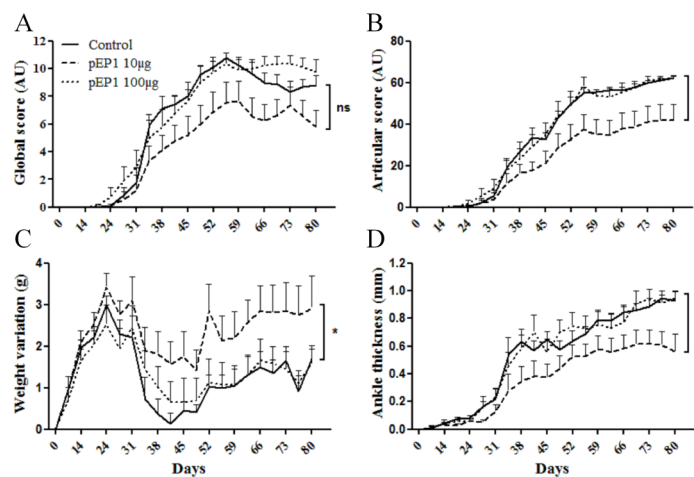 A
B
Global score (AU)
12
10
8
6
4
2
0
Control
pEP1 10µg
pEP1 100µg
ns
0 14 24 31 38 45 52 59 66 73 80
Articular score (AU)
80
60
40
20
0
0 14 24 31 38 45 52 59 66 73 80
C
D
Weight variation (g)
4
3
2
1
0
*
0 14 24 31 38 45 52 59 66 73 80
Days
Ankle thickness (mm)
1.2
1.0
0.8
0.6
0.4
0.2
0.0
0 14 24 31 38 45 52 59 66 73 80
Days